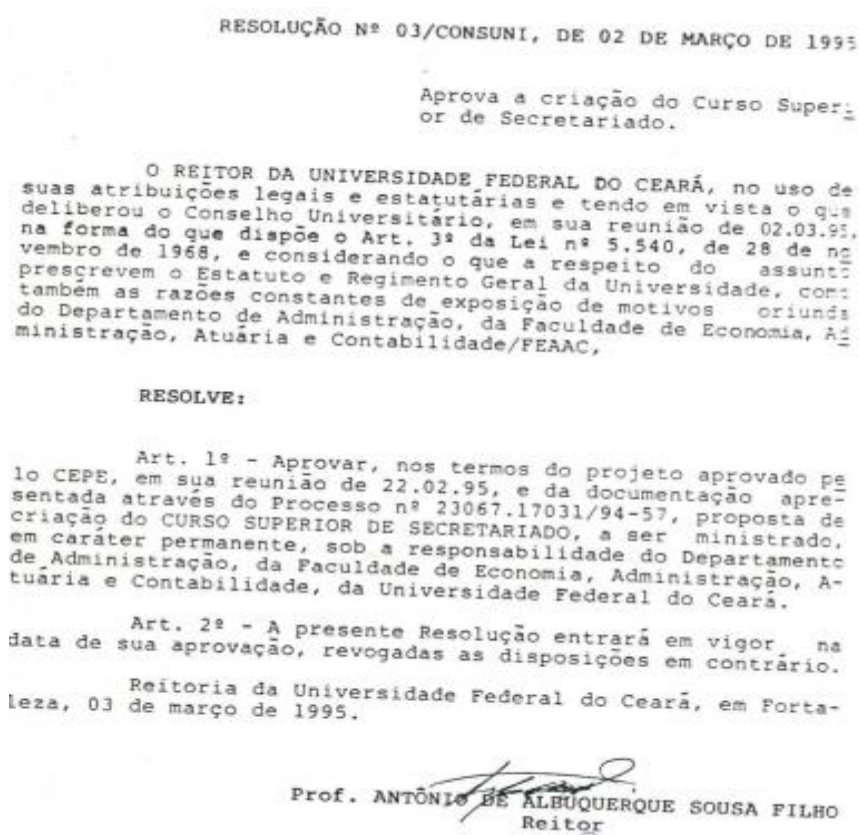 RESOLUÇÃO Nº 03/CONSUNI, DE 02 DE MARÇO DE 1995
Aprova a criação do Curso Superi
or de Secretariado.
O REITOR DA UNIVERSIDADE FEDERAL DO CEARÁ, no uso de
suas atribuições legais e estatutárias e tendo em vista o que
deliberou o Conselho Universitário, em sua reunião de 02.03.95,
na forma do que dispõe o Art. 3º da Lei nº 5.540, de 28 de no
vembro de 1968, e considerando o que a respeito do assunto
prescrevem o Estatuto e Regimento Geral da Universidade, como
também as razões constantes de exposição de motivos oriunda
do Departamento de Administração, da Faculdade de Economia, Ad
ministração, Atuária e Contabilidade/FEAAC,
RESOLVE:
Art. 1º - Aprovar, nos termos do projeto aprovado pe
lo CEPE, em sua reunião de 22.02.95, e da documentação apre-
sentada através do Processo nº 23067.17031/94-57, proposta de
criação do CURSO SUPERIOR DE SECRETARIADO, a ser ministrado,
em caráter permanente, sob a responsabilidade do Departamento
de Administração, da Faculdade de Economia, Administração, A-
tuária e Contabilidade, da Universidade Federal do Ceará.
Art. 2º - A presente Resolução entrará em vigor na
data de sua aprovação, revogadas as disposições em contrário.
Reitoria da Universidade Federal do Ceará, em Forta-
leza, 03 de março de 1995.
Prof. ANTÔNIO DE ALBUQUERQUE SOUSA FILHO
Reitor